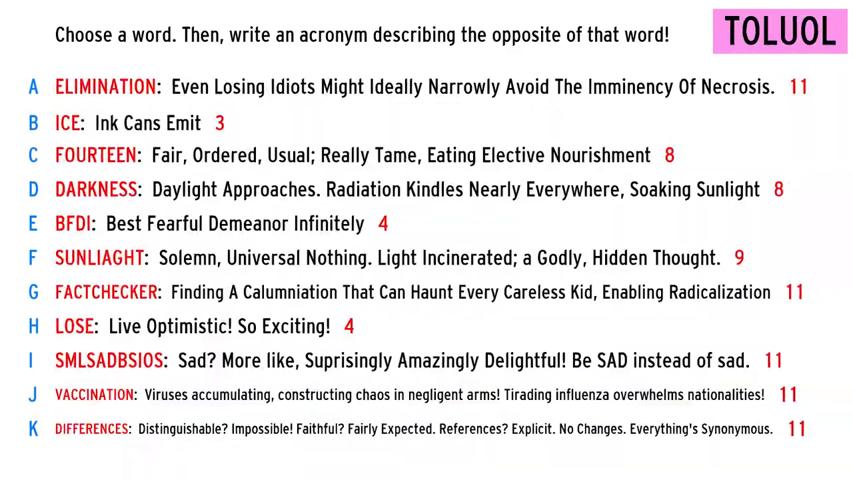 Choose a word. Then, write an acronym describing the opposite of that word!
TOLUOL
A ELIMINATION: Even Losing Idiots Might Ideally Narrowly Avoid The Imminency Of Necrosis. 11
B ICE: Ink Cans Emit 3
C FOURTEEN: Fair, Ordered, Usual; Really Tame, Eating Elective Nourishment 8
D DARKNESS: Daylight Approaches. Radiation Kindles Nearly Everywhere, Soaking Sunlight 8
E BFDI: Best Fearful Demeanor Infinitely 4
F SUNLIAGHT: Solemn, Universal Nothing. Light Incinerated; a Godly, Hidden Thought. 9
G FACTCHECKER: Finding A Calumniation That Can Haunt Every Careless Kid, Enabling Radicalization 11
H LOSE: Live Optimistic! So Exciting! 4
I SMLSADBSIOS: Sad? More like, Suprisingly Amazingly Delightful! Be SAD instead of sad. 11
J VACCINATION: Viruses accumulating, constructing chaos in negligent arms! Tirading influenza overwhelms nationalities! 11
K DIFFERENCES: Distinguishable? Impossible! Faithful? Fairly Expected. References? Explicit. No Changes. Everything's Synonymous. 11